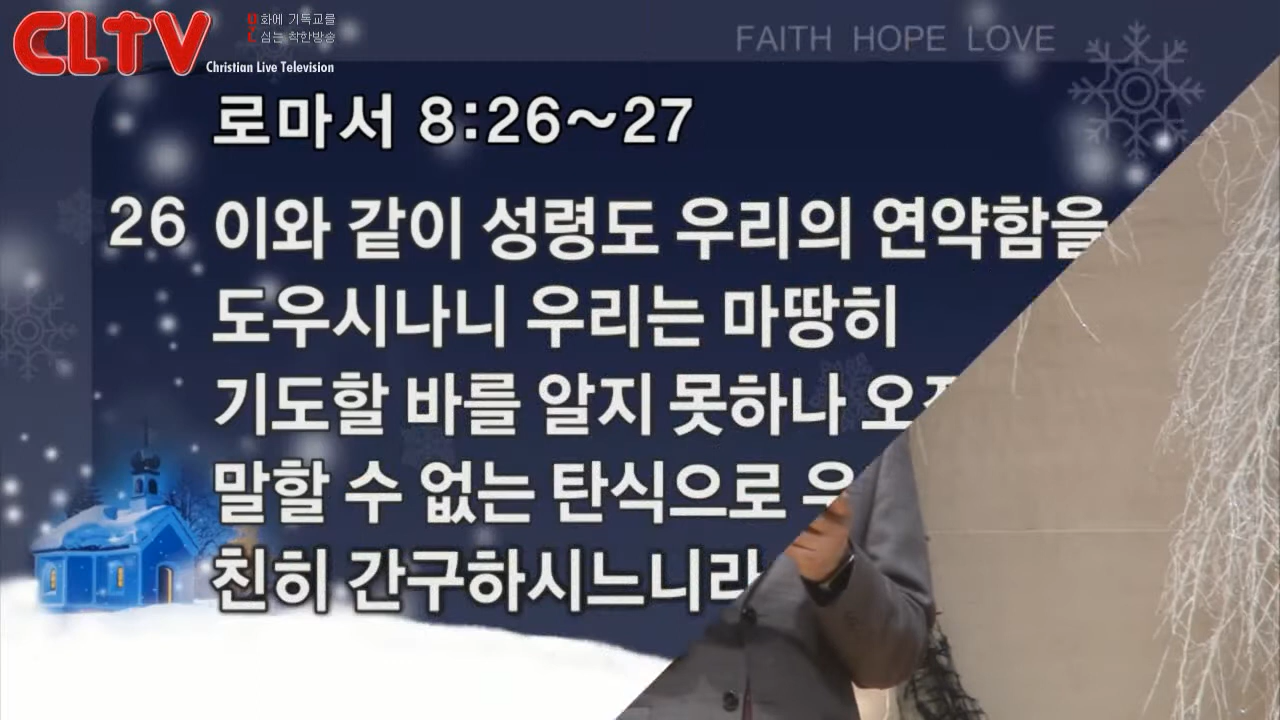 CLTV
문화에 기독교를
심는 착한방송
Christian Live Television
FAITH HOPE LOVE
로마서 8:26~27
26 이와 같이 성령도 우리의 연약함을
도우시나니 우리는 마땅히
기도할 바를 알지 못하나
말할 수 없는 탄식으로 우
친히 간구하시느니라